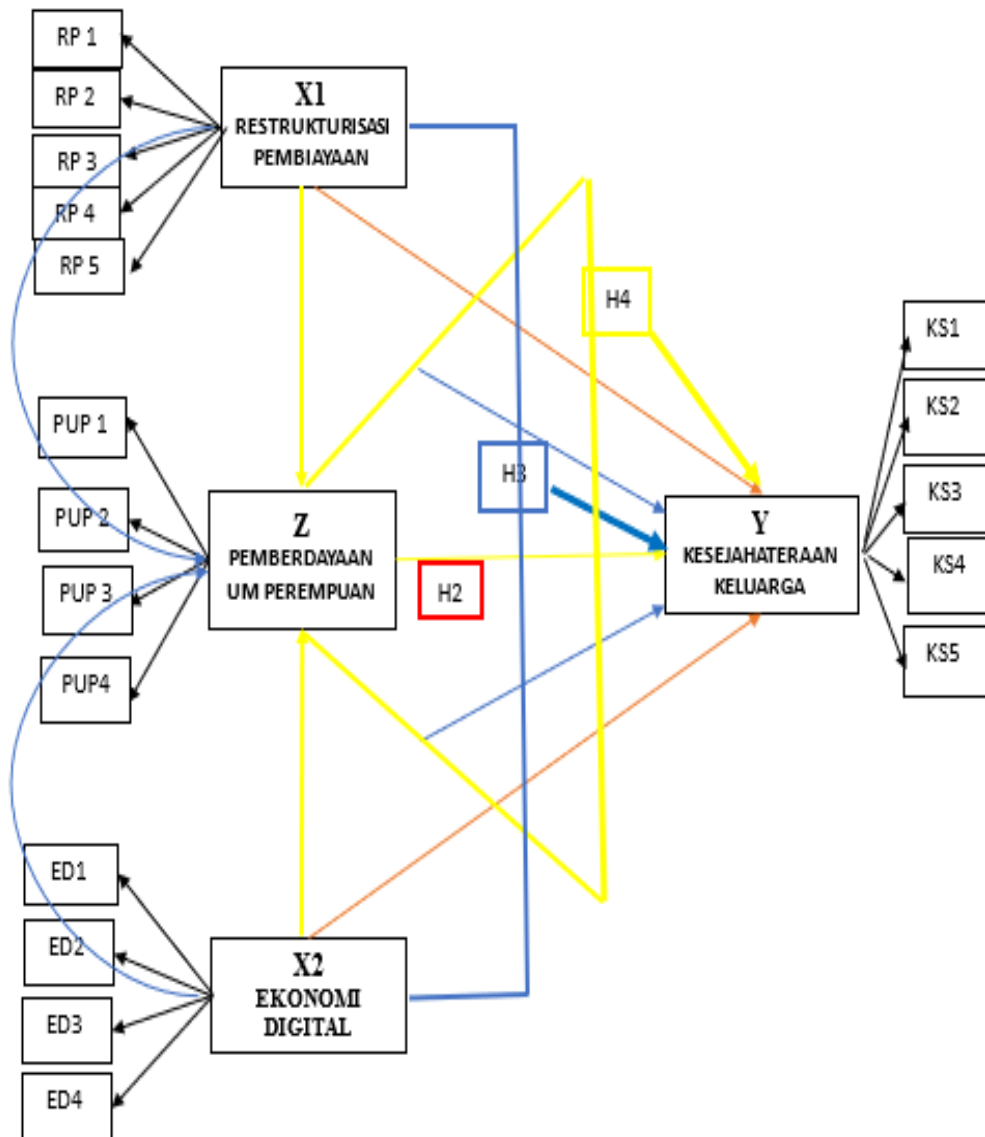 RP 1
RP 2
RP 3
RP 4
RP 5
X1
RESTRUKTURISASI
PEMBIAYAAN
H4
KS1
KS2
KS3
KS4
KS5
PUP 1
PUP 2
PUP 3
PUP4
Z
PEMBERDAYAAN
UM PEREMPUAN
H3
H2
Y
KESEJAHATERAAN
KELUARGA
ED1
ED2
ED3
ED4
X2
EKONOMI
DIGITAL